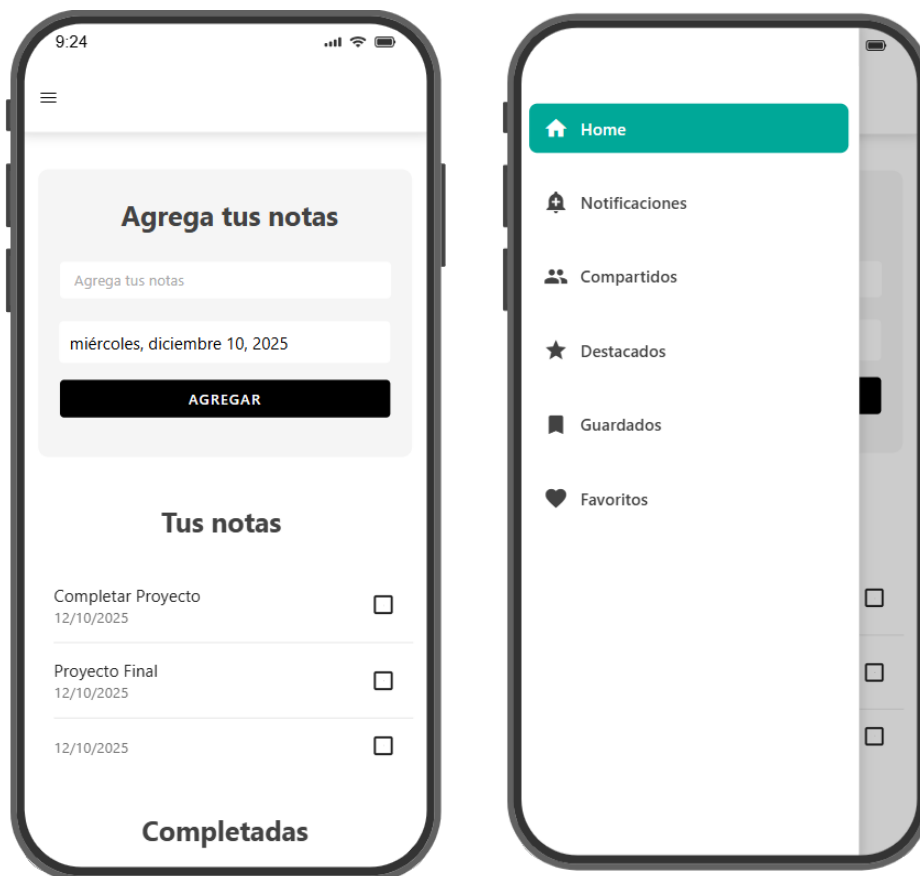 9:24
Agrega tus notas
Agrega tus notas
miércoles, diciembre 10, 2025
AGREGAR
Tus notas
Completar Proyecto
12/10/2025
Proyecto Final
12/10/2025
12/10/2025
Completadas
Home
Notificaciones
Compartidos
Destacados
Guardados
Favoritos